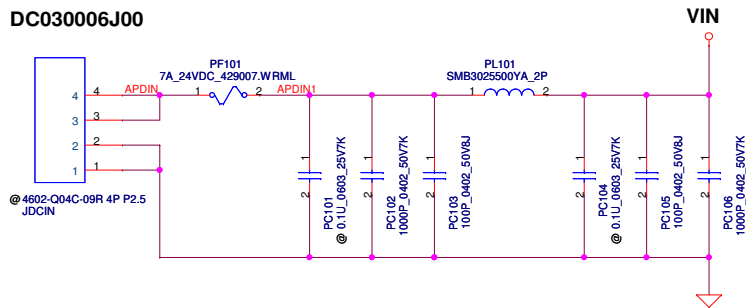 DC030006J00
VIN
PF101
7A_24VDC_429007.WRML
PL101
SMB3025500YA_2P
4
4
APDIN
1
2
APDIN1
1
2
3
3
2
2
1
1
@ 4602-Q04C-09R 4P P2.5
JDCIN
1
2
PC101
@ 0.1U_0603_25V7K
1
2
PC102
1000P_0402_50V7K
1
2
PC103
100P_0402_50V8J
1
2
PC104
@ 0.1U_0603_25V7K
1
2
PC105
100P_0402_50V8J
1
2
PC106
1000P_0402_50V7K